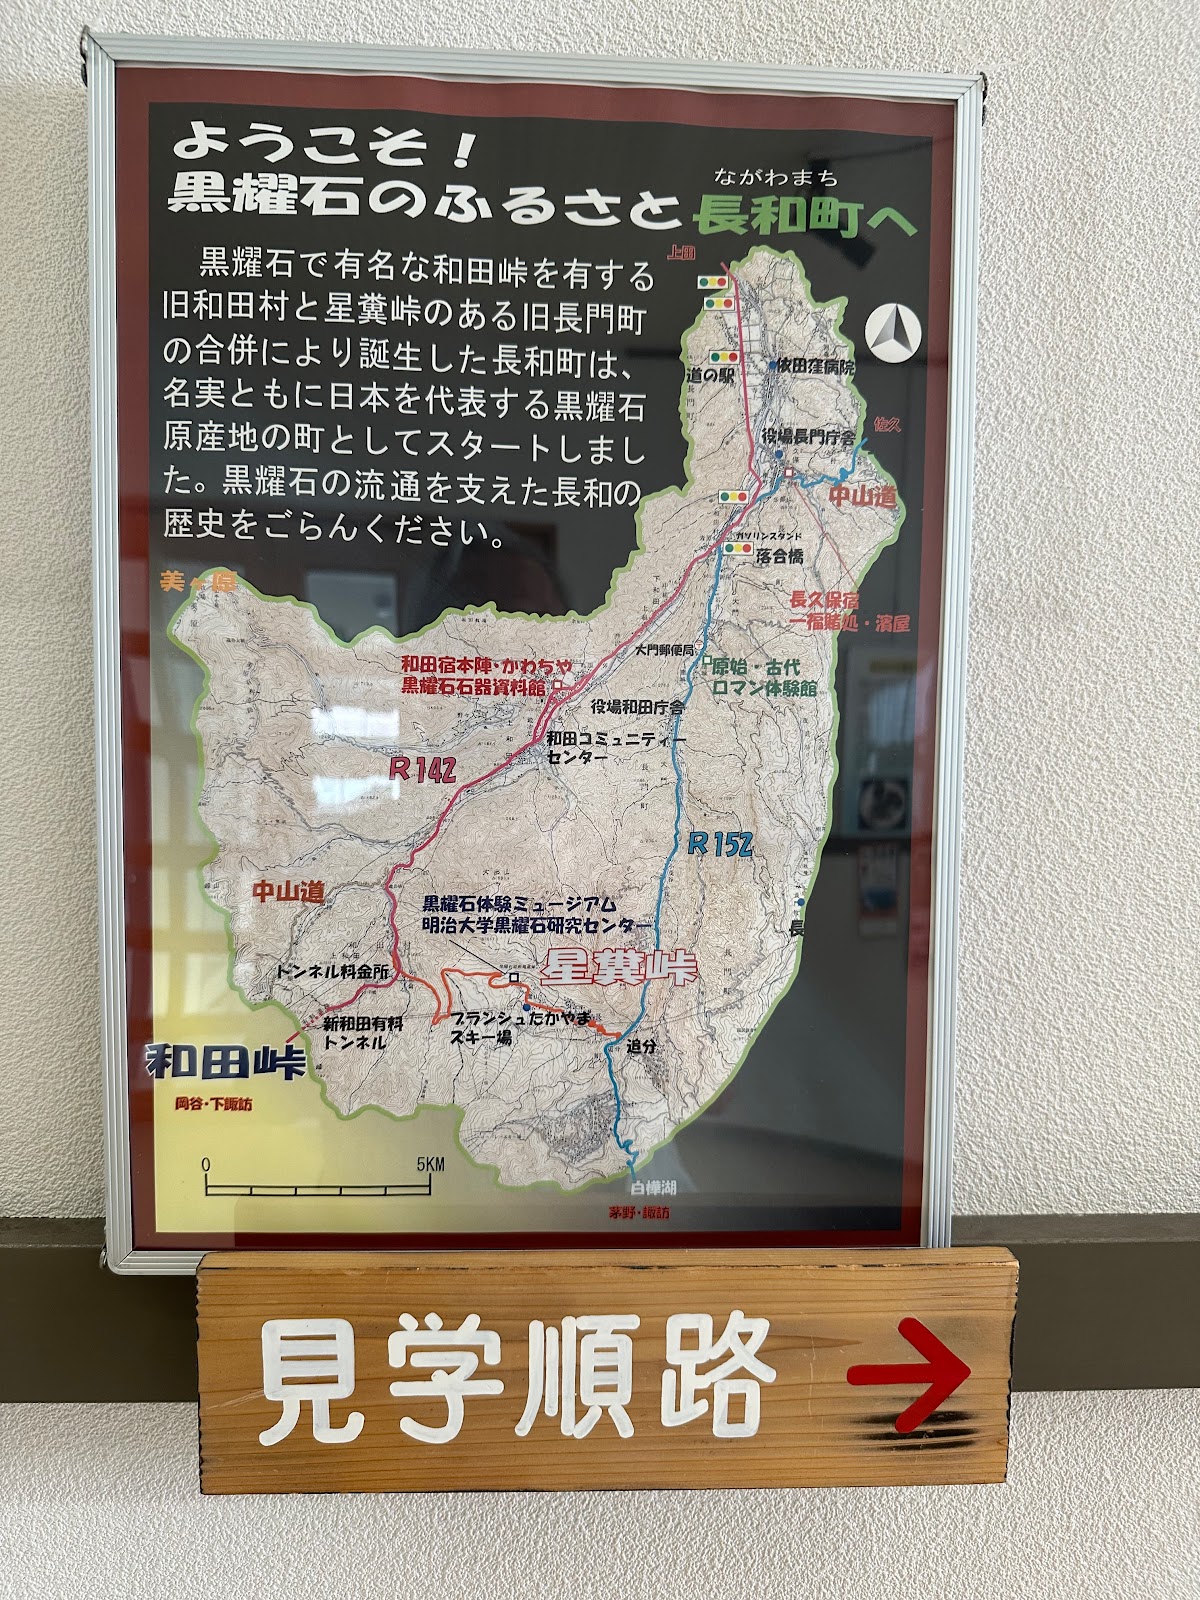 ようこそ！
ながわまち
黒耀石のふるさと長和町へ
黒耀石で有名な和田峠を有する
旧和田村と星糞峠のある旧長門町
の合併により誕生した長和町は、
名実ともに日本を代表する黒耀石
原産地の町としてスタートしまし
た。黒耀石の流通を支えた長和の
歴史をごらんください。
上田
道の駅
依田窪病院
役場長門庁舎
佐久
中山道
ガソリンスタンド
落合橋
美ヶ原
長久保宿
一福処・濱屋
大門郵便局
和田宿本陣・かわちや
黒耀石石器資料館
原始・古代
ロマン体験館
役場和田庁舎
和田コミュニティー
センター
R142
R152
中山道
黒耀石体験ミュージアム
明治大学黒耀石研究センター
星糞峠
トンネル料金所
新和田有料
トンネル
ブランシュたかやま
スキー場
追分
和田峠
岡谷・下諏訪
0 5KM
白樺湖
茅野・諏訪
見学順路